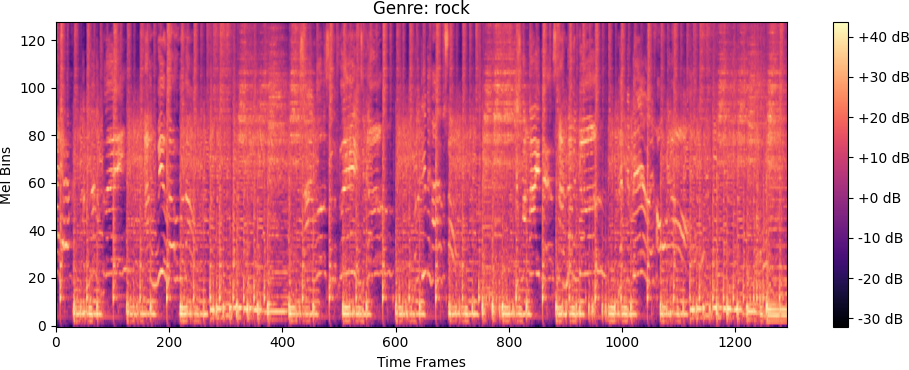 Genre: rock
Mel Bins
120
100
80
60
40
20
0
0 200 400 600 800 1000 1200
Time Frames
+40 dB
+30 dB
+20 dB
+10 dB
+0 dB
-10 dB
-20 dB
-30 dB